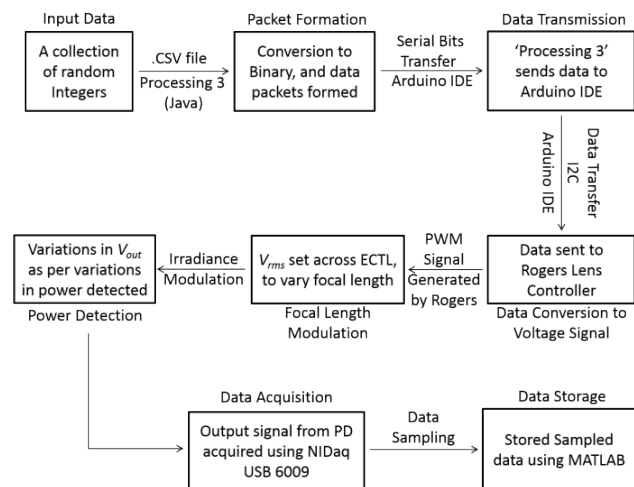 Input Data
Packet Formation
Data Transmission
A collection
of random
Integers
.CSV file
Processing 3
(Java)
Conversion to
Binary, and data
packets formed
Serial Bits
Transfer
Arduino IDE
‘Processing 3’
sends data to
Arduino IDE
Data Transfer
I2C
Arduino IDE
Variations in Vout
as per variations
in power detected
Power Detection
Irradiance
Modulation
Vrms set across ECTL,
to vary focal length
Focal Length
Modulation
PWM
Signal
Generated
by Rogers
Data sent to
Rogers Lens
Controller
Data Conversion to
Voltage Signal
Data Acquisition
Output signal from PD
acquired using NIDaq
USB 6009
Data
Sampling
Data Storage
Stored Sampled
data using MATLAB